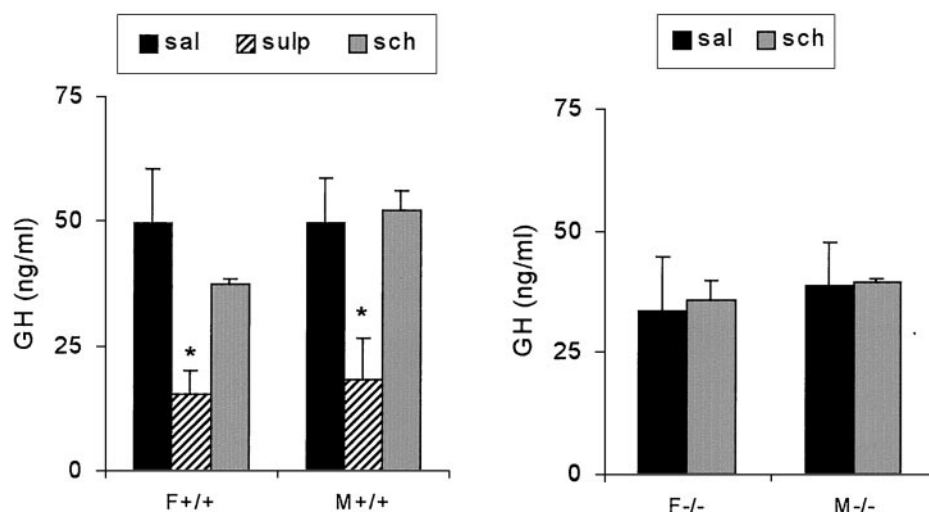 sal sulp sch
75
50
25
0
GH (ng/ml)
*
*
F+/+ M+/+
sal sch
75
50
25
0
GH (ng/ml)
F-/- M-/-